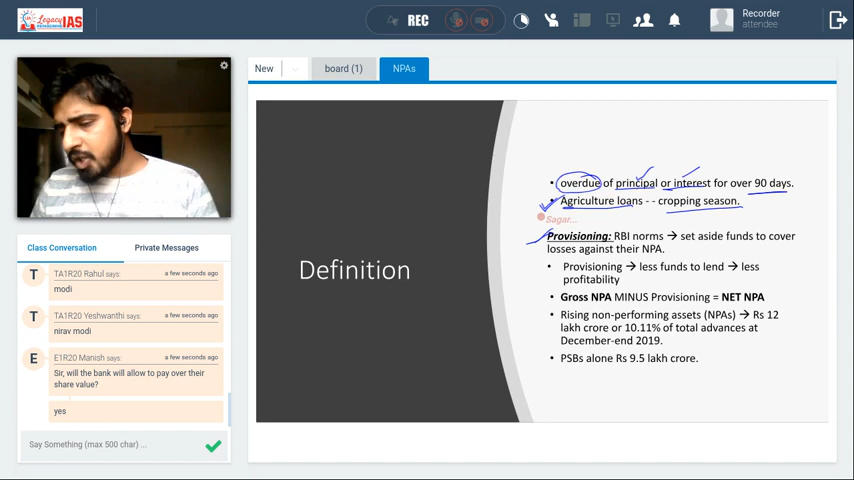 Legacy IAS
REC
Recorder
attendee
New
board (1)
NPAs
Class Conversation
Private Messages
T
TA1R20 Rahul says:
a few seconds ago
modi
T
TA1R20 Yeshwanthi says:
a few seconds ago
nirav modi
E
E1R20 Manish says:
a few seconds ago
Sir, will the bank will allow to pay over their
share value?
yes
Say Something (max 500 char) ...
Definition
• overdue of principal or interest for over 90 days.
• Agriculture loans - - cropping season.
Sagar...
Provisioning: RBI norms → set aside funds to cover
losses against their NPA.
• Provisioning → less funds to lend → less
profitability
• Gross NPA MINUS Provisioning = NET NPA
• Rising non-performing assets (NPAs) → Rs 12
lakh crore or 10.11% of total advances at
December-end 2019.
• PSBs alone Rs 9.5 lakh crore.